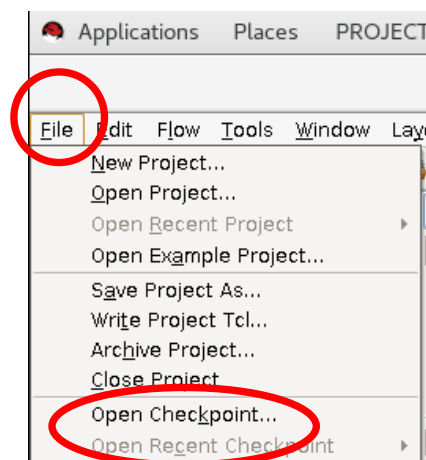 Applications Places PROJECT
File Edit Flow Tools Window Lay
New Project...
Open Project...
Open Recent Project
Open Example Project...
Save Project As...
Write Project Tcl...
Archive Project...
Close Project
Open Checkpoint...
Open Recent Checkpoint